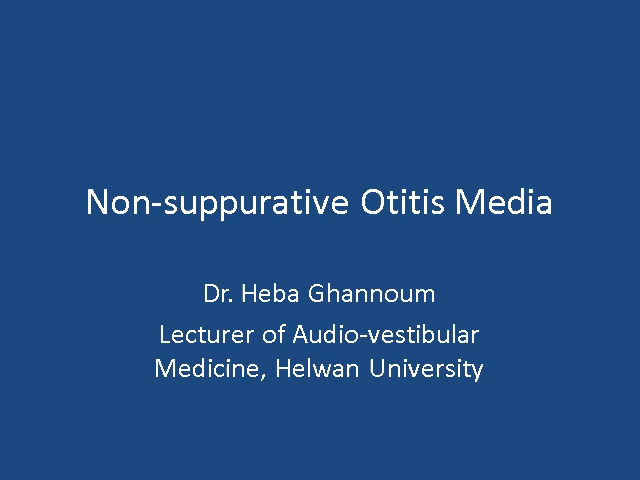 Non-suppurative Otitis Media
Dr. Heba Ghannoum
Lecturer of Audio-vestibular
Medicine, Helwan University